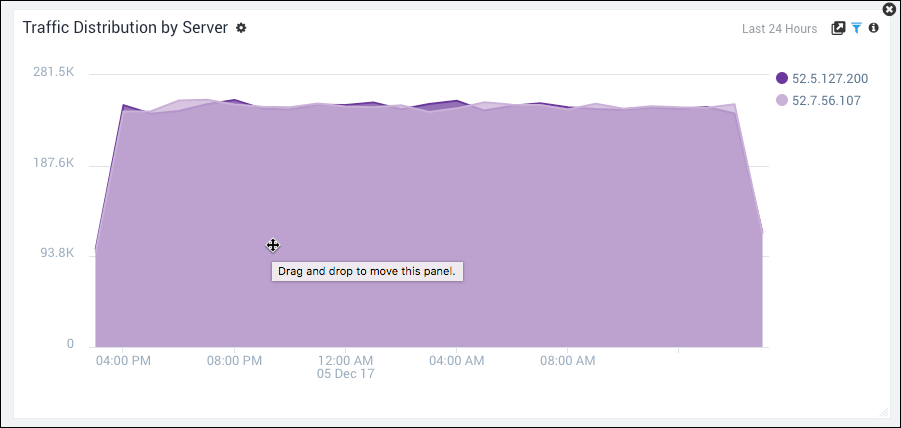 Traffic Distribution by Server
Last 24 Hours
281.5K
187.6K
93.8K
0
52.5.127.200
52.7.56.107
Drag and drop to move this panel.
04:00 PM 08:00 PM 12:00 AM 04:00 AM 08:00 AM
05 Dec 17